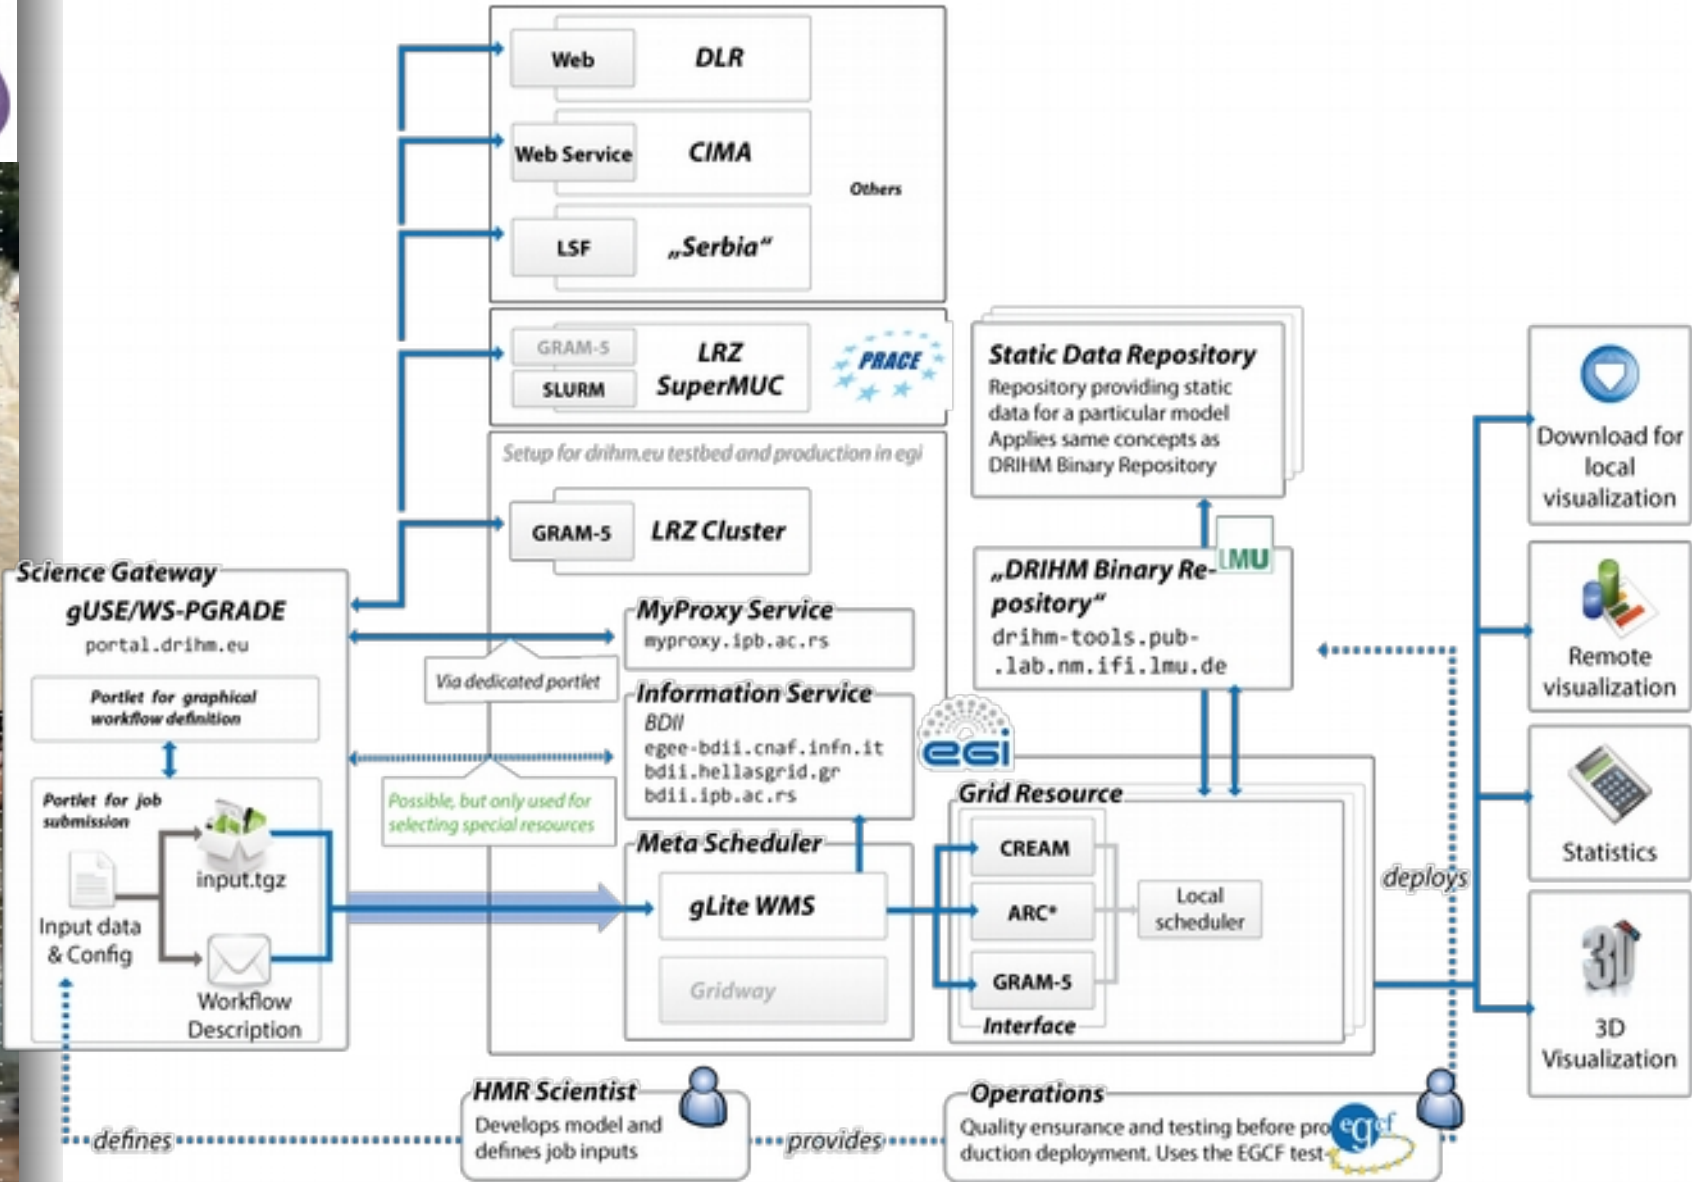 Web
DLR
Web Service
CIMA
Others
LSF
„Serbia“
GRAM-5
SLURM
LRZ
SuperMUC
PRACE
Setup for drihm.eu testbed and production in egi
GRAM-5
LRZ Cluster
Static Data Repository
Repository providing static
data for a particular model
Applies same concepts as
DRIHM Binary Repository
LMU
„DRIHM Binary Re-
pository“
drihm-tools.pub-
.lab.nm.ifi.lmu.de
Science Gateway
gUSE/WS-PGRADE
portal.drihm.eu
Portlet for graphical
workflow definition
Portlet for job
submission
input.tgz
Input data
& Config
Workflow
Description
MyProxy Service
myproxy.ipb.ac.rs
Via dedicated portlet
Information Service
BDII
egee-bdii.cnaf.infn.it
bdii.hellasgrid.gr
bdii.ipb.ac.rs
Possible, but only used for
selecting special resources
Meta Scheduler
gLite WMS
Gridway
egi
Grid Resource
CREAM
ARC*
GRAM-5
Interface
Local
scheduler
deploys
Download for
local
visualization
Remote
visualization
Statistics
3D
3D
Visualization
HMR Scientist
Develops model and
defines job inputs
defines
provides
Operations
Quality ensurance and testing before pro
duction deployment. Uses the EGCF test-
egcf